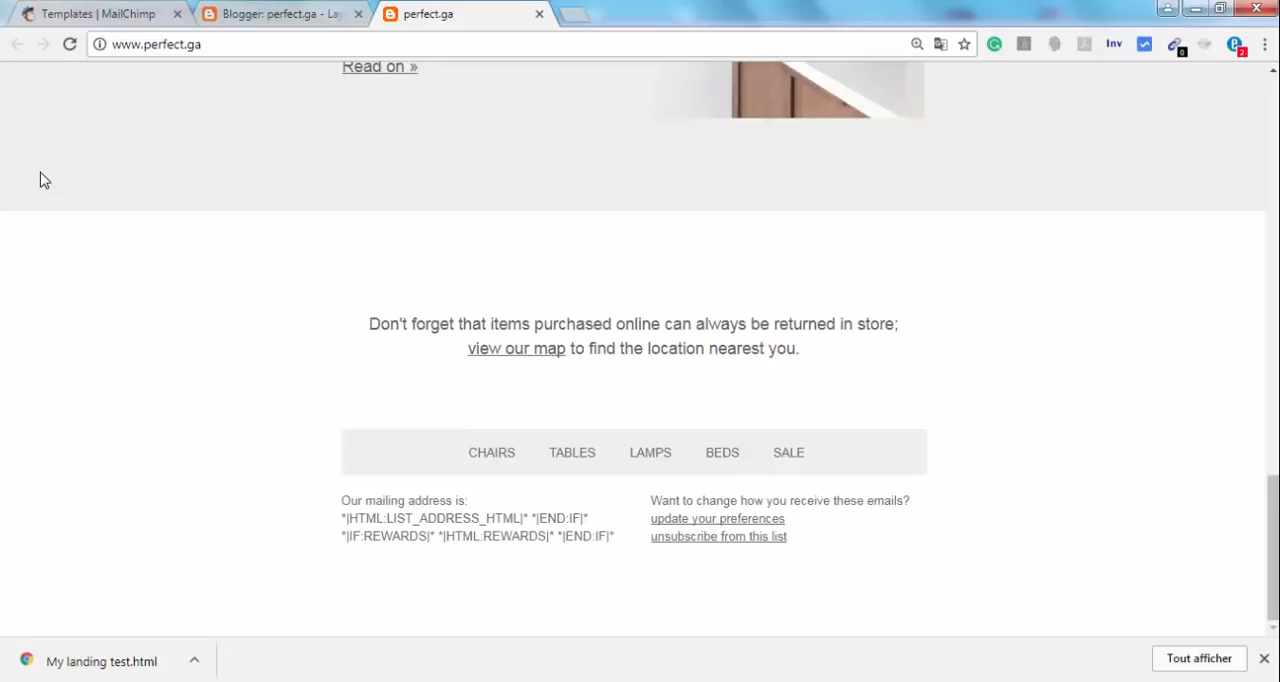 Templates | MailChimp
Blogger: perfect.ga - La
perfect.ga
www.perfect.ga
Inv
0
2
Read on »
Don't forget that items purchased online can always be returned in store;
view our map to find the location nearest you.
CHAIRS TABLES LAMPS BEDS SALE
Our mailing address is:
*|HTML:LIST_ADDRESS_HTML|* *|END:IF|*
*|IF:REWARDS|* *|HTML:REWARDS|* *|END:IF|*
Want to change how you receive these emails?
update your preferences
unsubscribe from this list
My landing test.html
Tout afficher